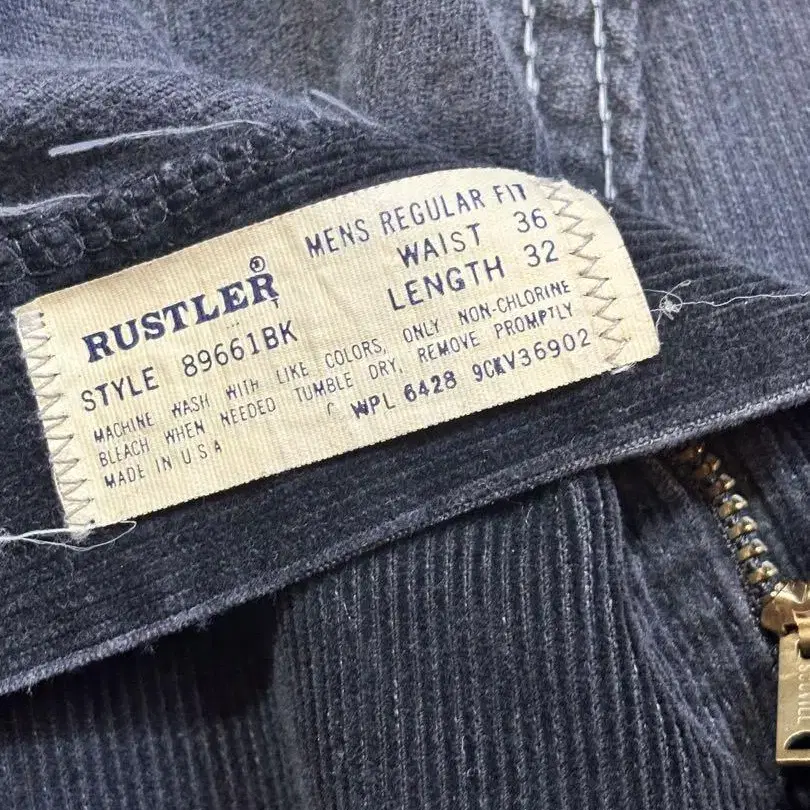 RUSTLER®
STYLE 89661BK
MENS REGULAR FIT
WAIST 36
LENGTH 32
MACHINE WASH WITH LIKE COLORS, ONLY NON-CHLORINE
BLEACH WHEN NEEDED TUMBLE DRY, REMOVE PROMPTLY
MADE IN U S A
WPL 6428